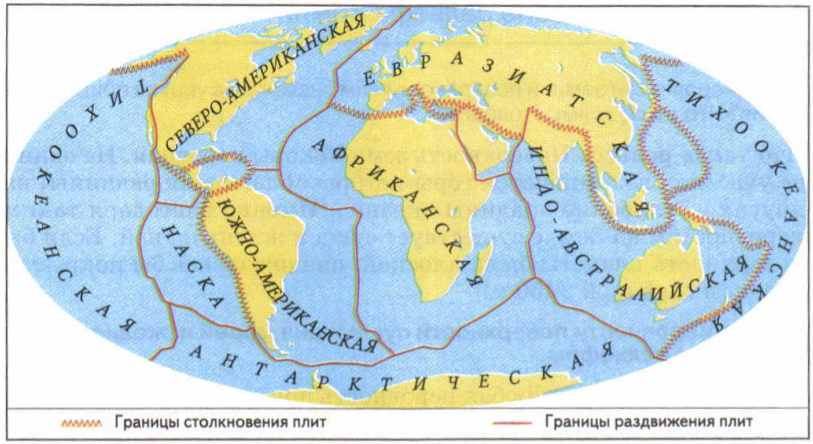 ТИХООКЕАНСКАЯ
СЕВЕРО-АМЕРИКАНСКАЯ
ЕВРАЗИАТСКАЯ
ТИХООКЕАНСКАЯ
АФРИКАНСКАЯ
ИНДО-АВСТРАЛИЙСКАЯ
НАСКА
ЮЖНО-АМЕРИКАНСКАЯ
АНТАРКТИЧЕСКАЯ
Границы столкновения плит
Границы раздвижения плит